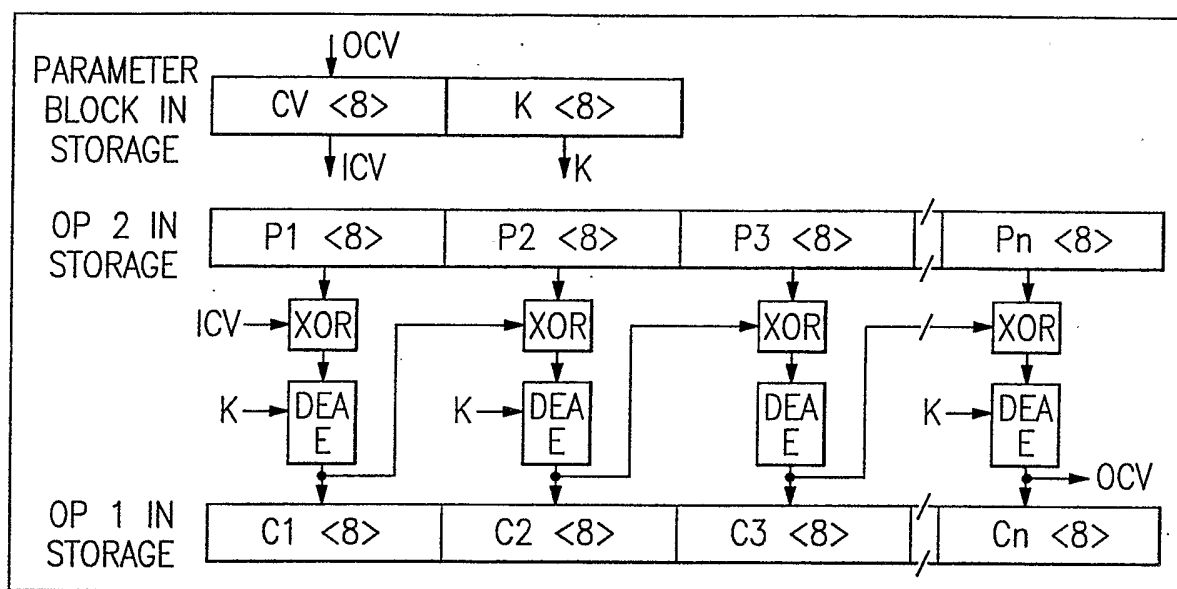 OCV
PARAMETER BLOCK IN STORAGE
CV <8> K <8>
ICV K
OP 2 IN STORAGE
P1 <8> P2 <8> P3 <8> Pn <8>
ICV XOR XOR XOR XOR
K DEA E K DEA E DEA E K DEA E
OCV
OP 1 IN STORAGE
C1 <8> C2 <8> C3 <8> Cn <8>